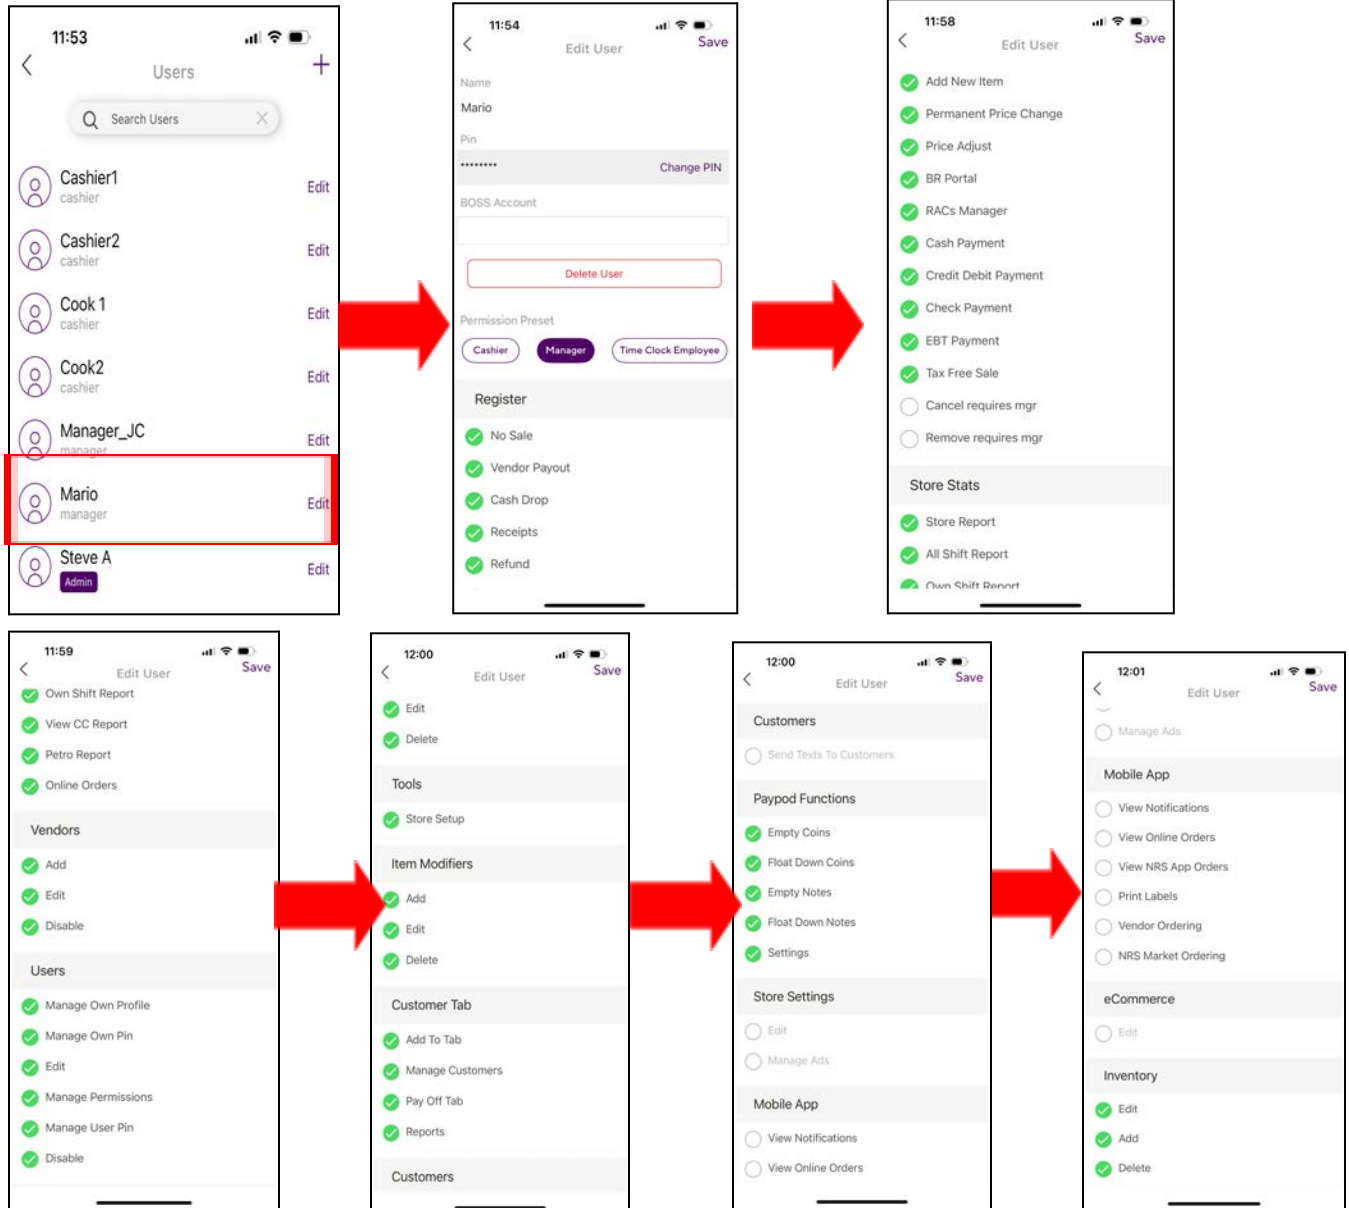 11:53
Users
+
Search Users
Cashier1
cashier
Edit
Cashier2
cashier
Edit
Cook 1
cashier
Edit
Cook2
cashier
Edit
Manager_JC
manager
Edit
Mario
manager
Edit
Steve A
Admin
Edit
11:54
Edit User
Save
Name
Mario
Pin
********
Change PIN
BOSS Account
Delete User
Permission Preset
Cashier
Manager
Time Clock Employee
Register
No Sale
Vendor Payout
Cash Drop
Receipts
Refund
11:58
Edit User
Save
Add New Item
Permanent Price Change
Price Adjust
BR Portal
RACs Manager
Cash Payment
Credit Debit Payment
Check Payment
EBT Payment
Tax Free Sale
Cancel requires mgr
Remove requires mgr
Store Stats
Store Report
All Shift Report
Own Shift Report
11:59
Edit User
Save
Own Shift Report
View CC Report
Petro Report
Online Orders
Vendors
Add
Edit
Disable
Users
Manage Own Profile
Manage Own Pin
Edit
Manage Permissions
Manage User Pin
Disable
12:00
Edit User
Save
Edit
Delete
Tools
Store Setup
Item Modifiers
Add
Edit
Delete
Customer Tab
Add To Tab
Manage Customers
Pay Off Tab
Reports
Customers
12:00
Edit User
Save
Customers
Send Texts To Customers
Paypod Functions
Empty Coins
Float Down Coins
Empty Notes
Float Down Notes
Settings
Store Settings
Edit
Manage Ads
Mobile App
View Notifications
View Online Orders
12:01
Edit User
Save
Manage Ads
Mobile App
View Notifications
View Online Orders
View NRS App Orders
Print Labels
Vendor Ordering
NRS Market Ordering
eCommerce
Edit
Inventory
Edit
Add
Delete